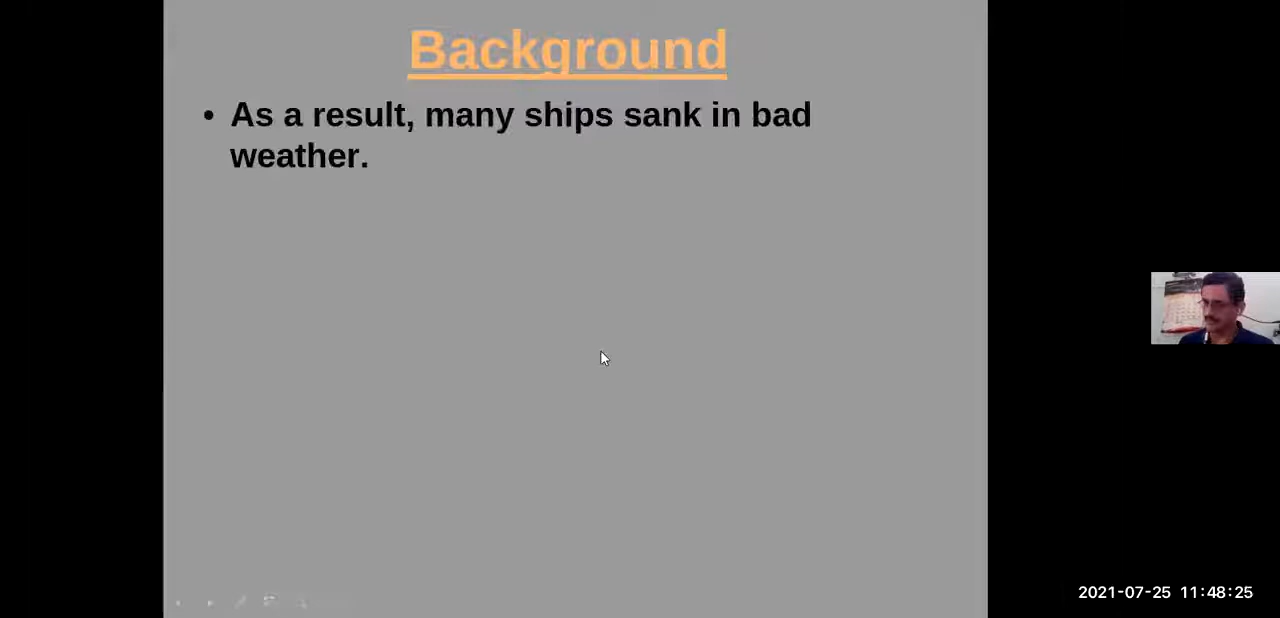 Background
• As a result, many ships sank in bad
weather.
2021-07-25 11:48:25